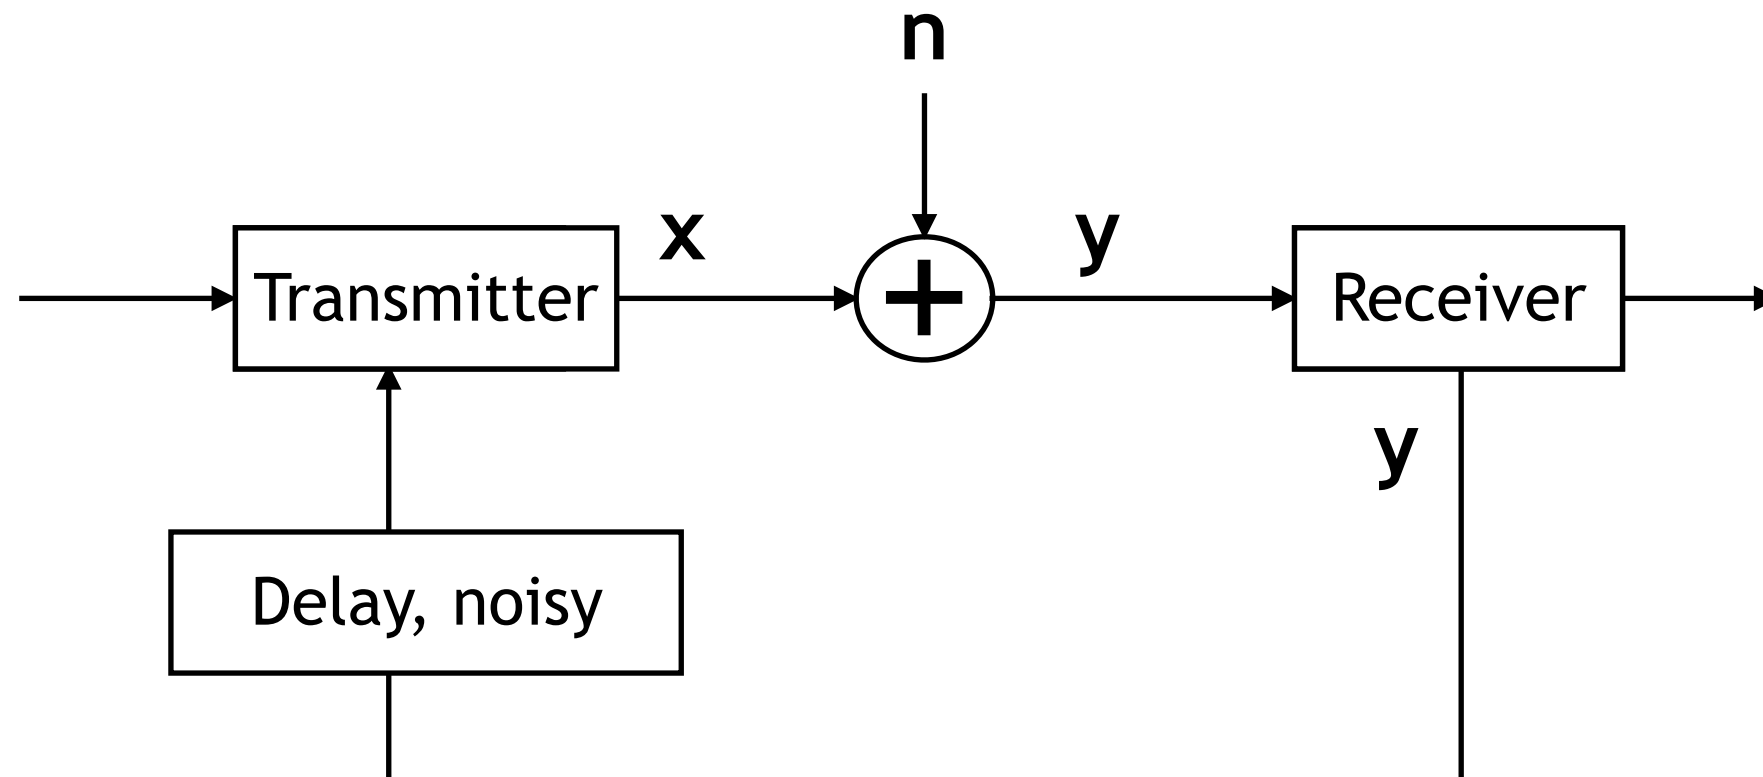 n
x
y
Transmitter
Receiver
y
Delay, noisy